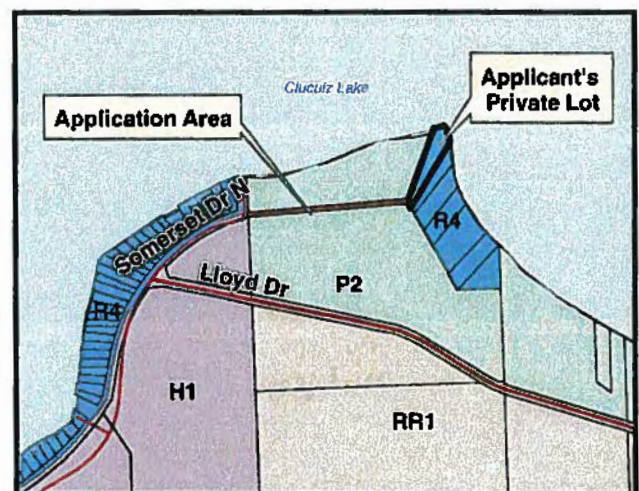 Cluculz Lake
Applicant's
Private Lot
Application Area
Somerset Dr N
R4
Lloyd Dr
P2
R4
H1
RR1